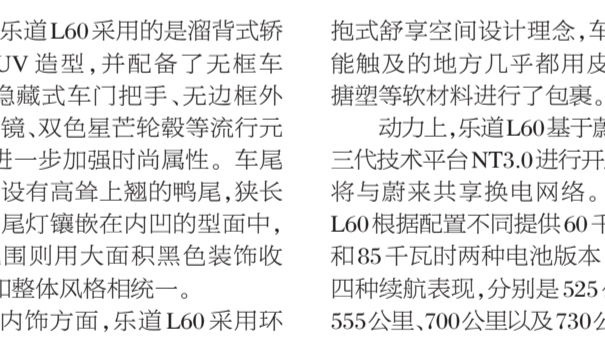 乐道L60采用的是溜背式轿
UV 造型，并配备了无框车
隐藏式车门把手、无边框外
镜、双色星芒轮毂等流行元
进一步加强时尚属性。车尾
设有高耸上翘的鸭尾，狭长
尾灯镶嵌在内凹的型面中，
围则用大面积黑色装饰收
和整体风格相统一。
内饰方面，乐道L60采用环
抱式舒享空间设计理念，车
能触及的地方几乎都用皮
搪塑等软材料进行了包裹。
动力上，乐道L60基于蔚
三代技术平台NT3.0进行开
将与蔚来共享换电网络。
L60根据配置不同提供60千
和85千瓦时两种电池版本
四种续航表现，分别是525
555公里、700公里以及730公